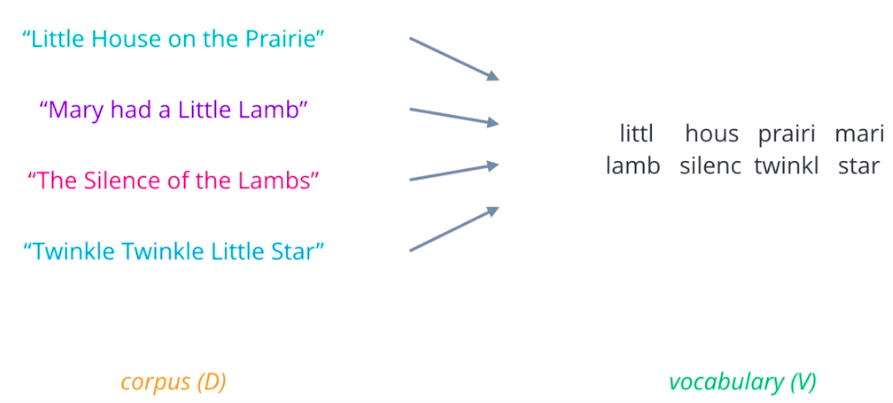 “Little House on the Prairie”
“Mary had a Little Lamb”
“The Silence of the Lambs”
“Twinkle Twinkle Little Star”
littl hous prairi mari
lamb silenc twinkl star
corpus (D)
vocabulary (V)